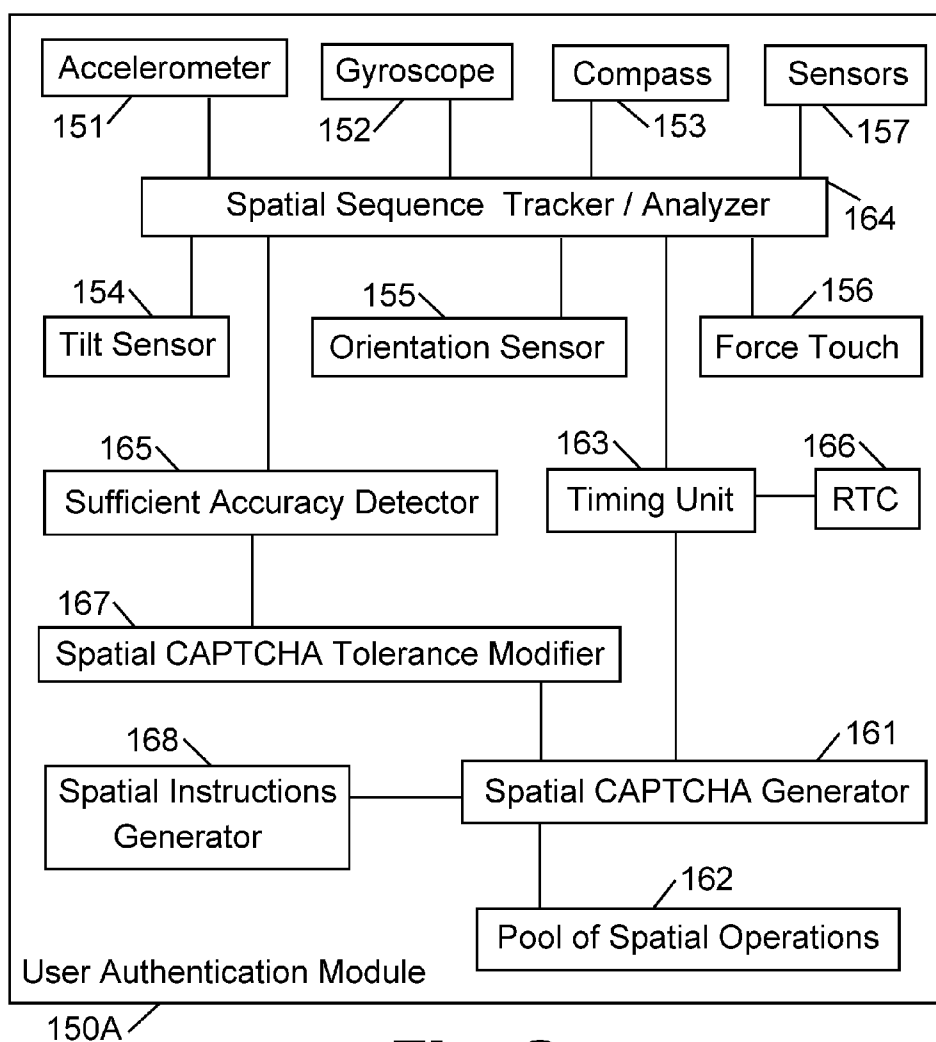 Accelerometer
Gyroscope
Compass
Sensors
151
152
153
157
Spatial Sequence Tracker / Analyzer
164
154
155
156
Tilt Sensor
Orientation Sensor
Force Touch
165
163
166
Sufficient Accuracy Detector
Timing Unit
RTC
167
Spatial CAPTCHA Tolerance Modifier
168
161
Spatial Instructions
Generator
Spatial CAPTCHA Generator
162
Pool of Spatial Operations
User Authentication Module
150A